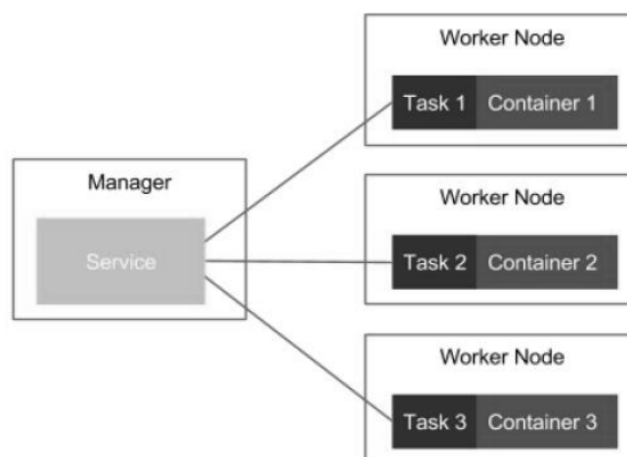 Worker Node
Task 1 Container 1
Manager
Service
Worker Node
Task 2 Container 2
Worker Node
Task 3 Container 3